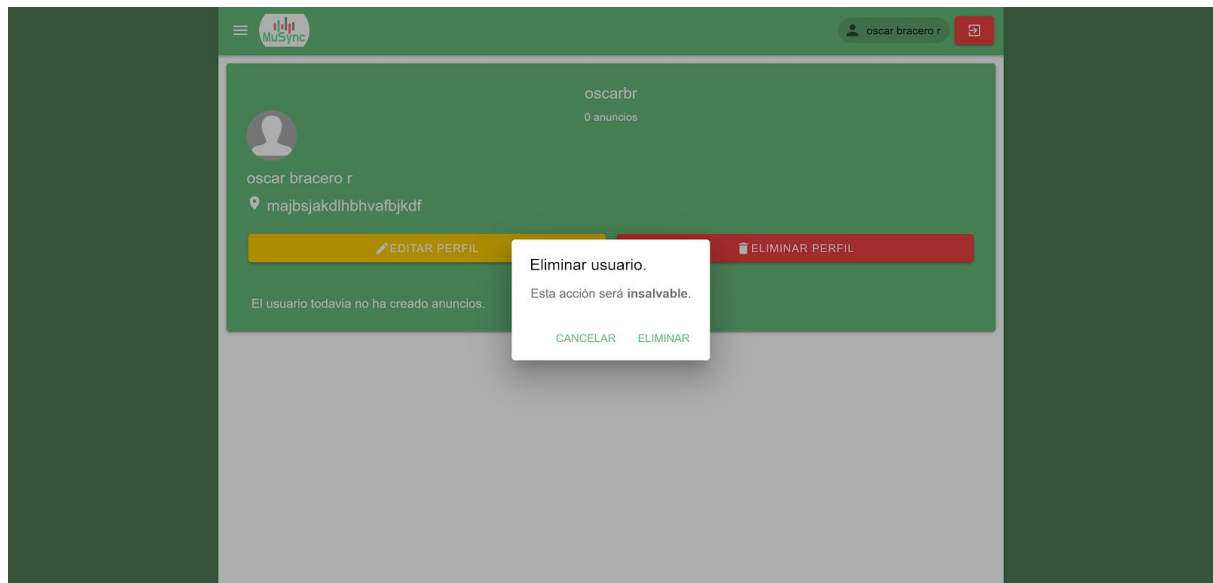 MuSync
oscar bracero r
oscarbr
0 anuncios
oscar bracero r
majbsjakdlhbhvafbjkdf
EDITAR PERFIL
ELIMINAR PERFIL
Eliminar usuario.
Esta acción será insalvable.
El usuario todavia no ha creado anuncios.
CANCELAR ELIMINAR